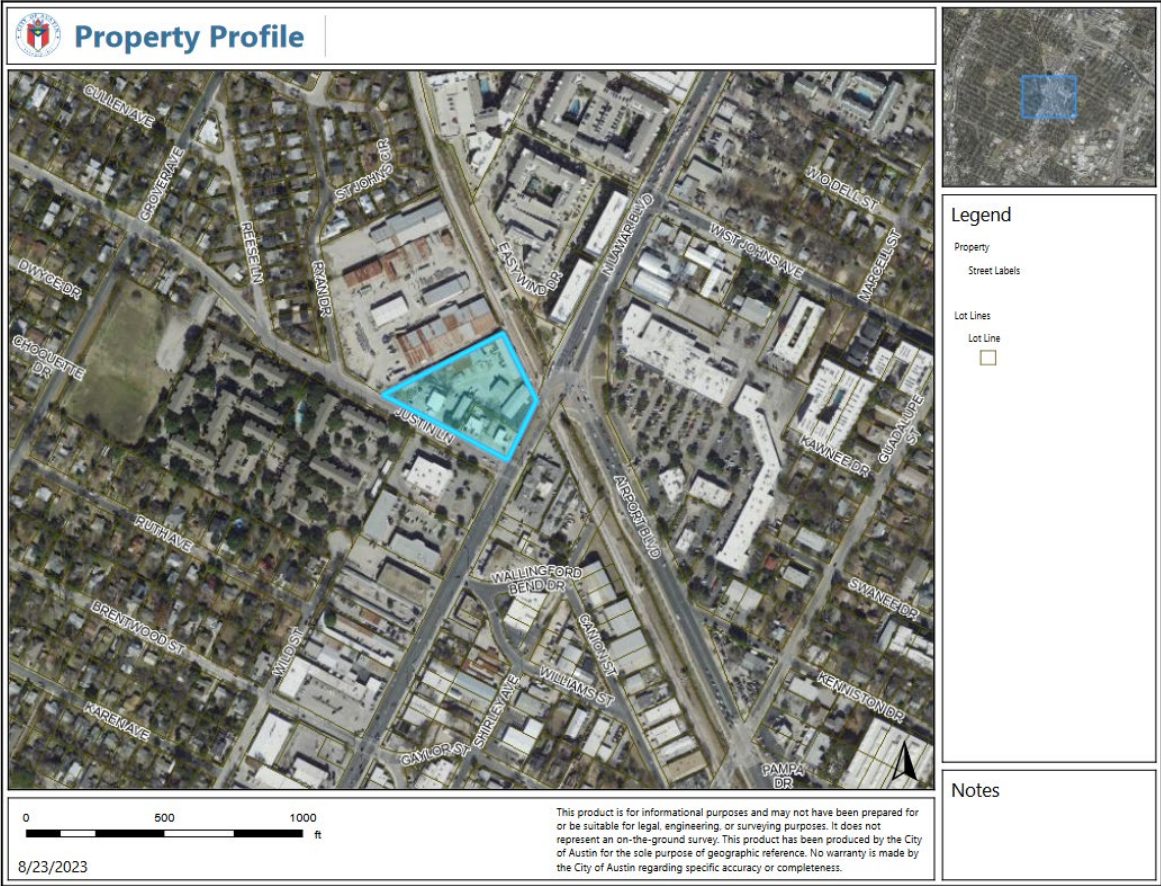 Property Profile
CULLEN AVE
GROVER AVE
ST JOHNS CIR
REESE LN
RYAN DR
EASY WIND DR
N LAMAR BLVD
W ODELL ST
W ST JOHNS AVE
MARCELL ST
DWYCE DR
CHOQUETTE
DR
JUSTIN LN
KAWNEE DR
GUADALUPE
ST
AIRPORT BLVD
RUTH AVE
WALLINGFORD
BEND DR
SWANEE DR
BRENTWOOD ST
WILD ST
CANION ST
WILLIAMS ST
KENNISTON DR
KAREN AVE
SHIRLEY AVE
GAYLOR ST
PAMPA
DR
Legend
Property
Street Labels
Lot Lines
Lot Line
Notes
0 500 1000
ft
8/23/2023
This product is for informational purposes and may not have been prepared for
or be suitable for legal, engineering, or surveying purposes. It does not
represent an on-the-ground survey. This product has been produced by the City
of Austin for the sole purpose of geographic reference. No warranty is made by
the City of Austin regarding specific accuracy or completeness.